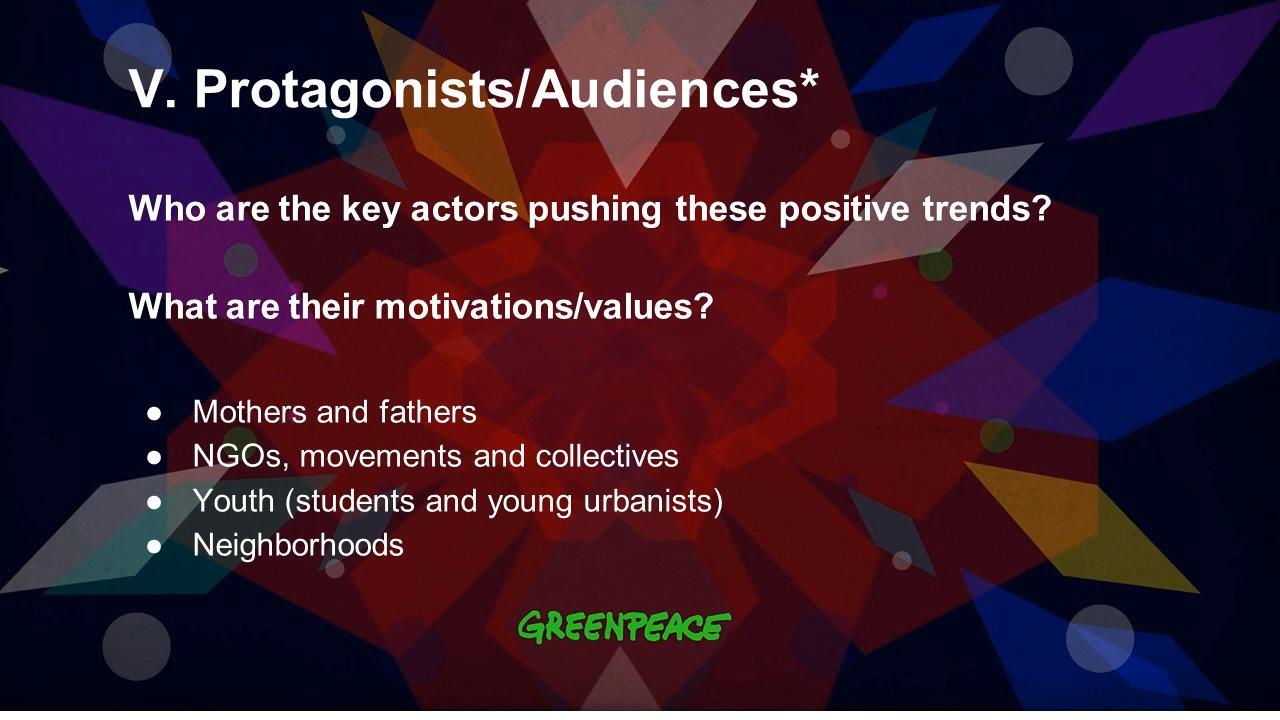 V. Protagonists/Audiences*
Who are the key actors pushing these positive trends?
What are their motivations/values?
● Mothers and fathers
● NGOs, movements and collectives
● Youth (students and young urbanists)
● Neighborhoods
GREENPEACE